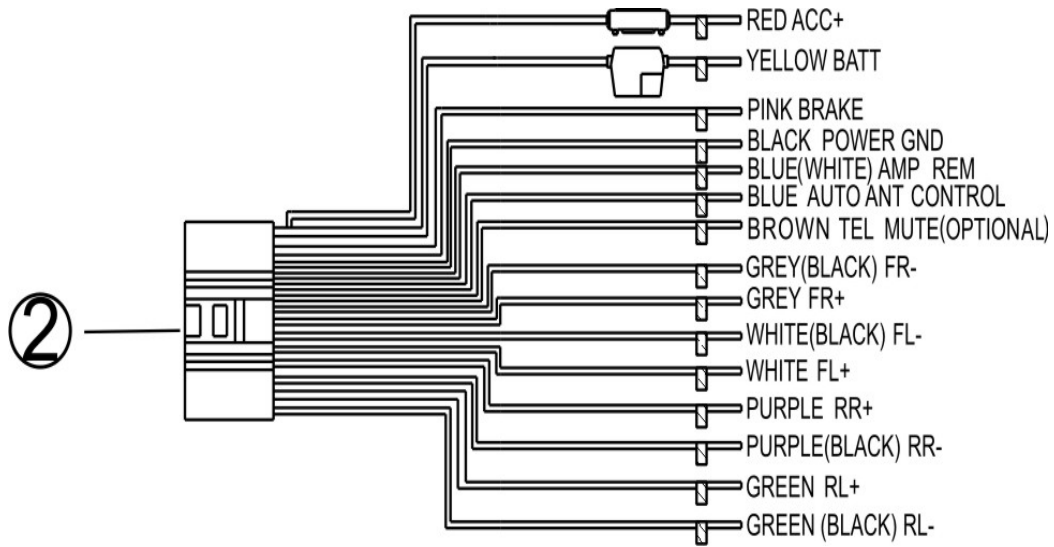 RED ACC+
YELLOW BATT
PINK BRAKE
BLACK POWER GND
BLUE(WHITE) AMP REM
BLUE AUTO ANT CONTROL
BROWN TEL MUTE(OPTIONAL)
GREY(BLACK) FR-
GREY FR+
2
WHITE(BLACK) FL-
WHITE FL+
PURPLE RR+
PURPLE(BLACK) RR-
GREEN RL+
GREEN (BLACK) RL-